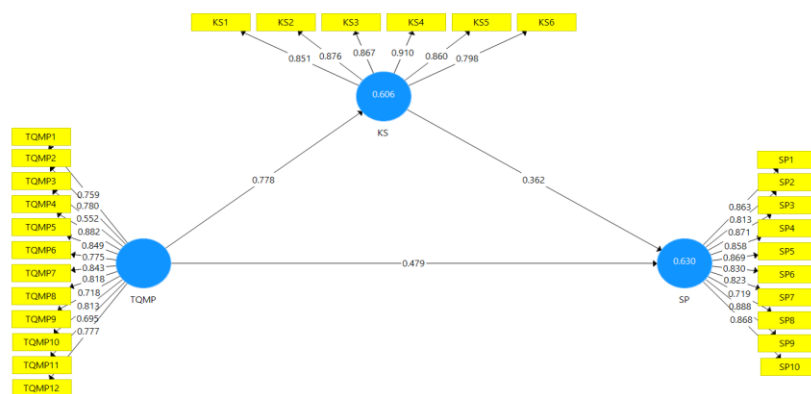 KS1
KS2
KS3
KS4
KS5
KS6
0.851
0.876
0.867
0.910
0.860
0.798
0.606
KS
TQMP1
TQMP2
TQMP3
TQMP4
TQMP5
TQMP6
TQMP7
TQMP8
TQMP9
TQMP10
TQMP11
TQMP12
0.759
0.780
0.552
0.882
0.849
0.775
0.843
0.818
0.718
0.813
0.695
0.777
TQMP
0.778
0.362
0.479
0.630
SP
0.863
0.813
0.871
0.858
0.869
0.830
0.823
0.719
0.888
0.868
SP1
SP2
SP3
SP4
SP5
SP6
SP7
SP8
SP9
SP10